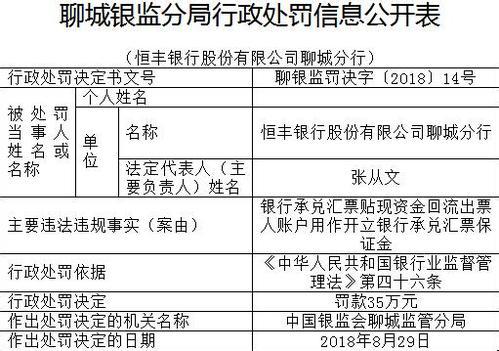 聊城银监分局行政处罚信息公开表
（恒丰银行股份有限公司聊城分行）
行政处罚决定书文号
聊银监罚决字〔2018〕14号
被处罚
当事人
姓名或
名称
个人姓名
单
位
名称
恒丰银行股份有限公司聊城分行
法定代表人（主
要负责人）姓名
张从文
主要违法违规事实（案由）
银行承兑汇票贴现资金回流出票
人账户用作开立银行承兑汇票保
证金
行政处罚依据
《中华人民共和国银行业监督管
理法》第四十六条
行政处罚决定
罚款35万元
作出处罚决定的机关名称
中国银监会聊城监管分局
作出处罚决定的日期
2018年8月29日